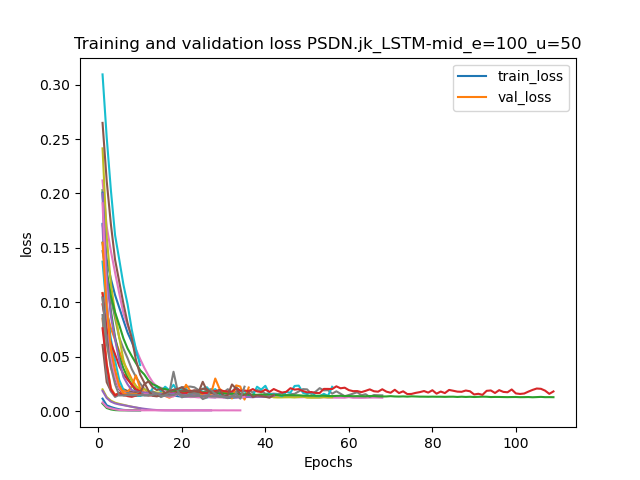 Training and validation loss PSDN.jk_LSTM-mid_e=100_u=50
train_loss
val_loss
0.30
0.25
0.20
0.15
0.10
0.05
0.00
loss
0
20
40
60
80
100
Epochs